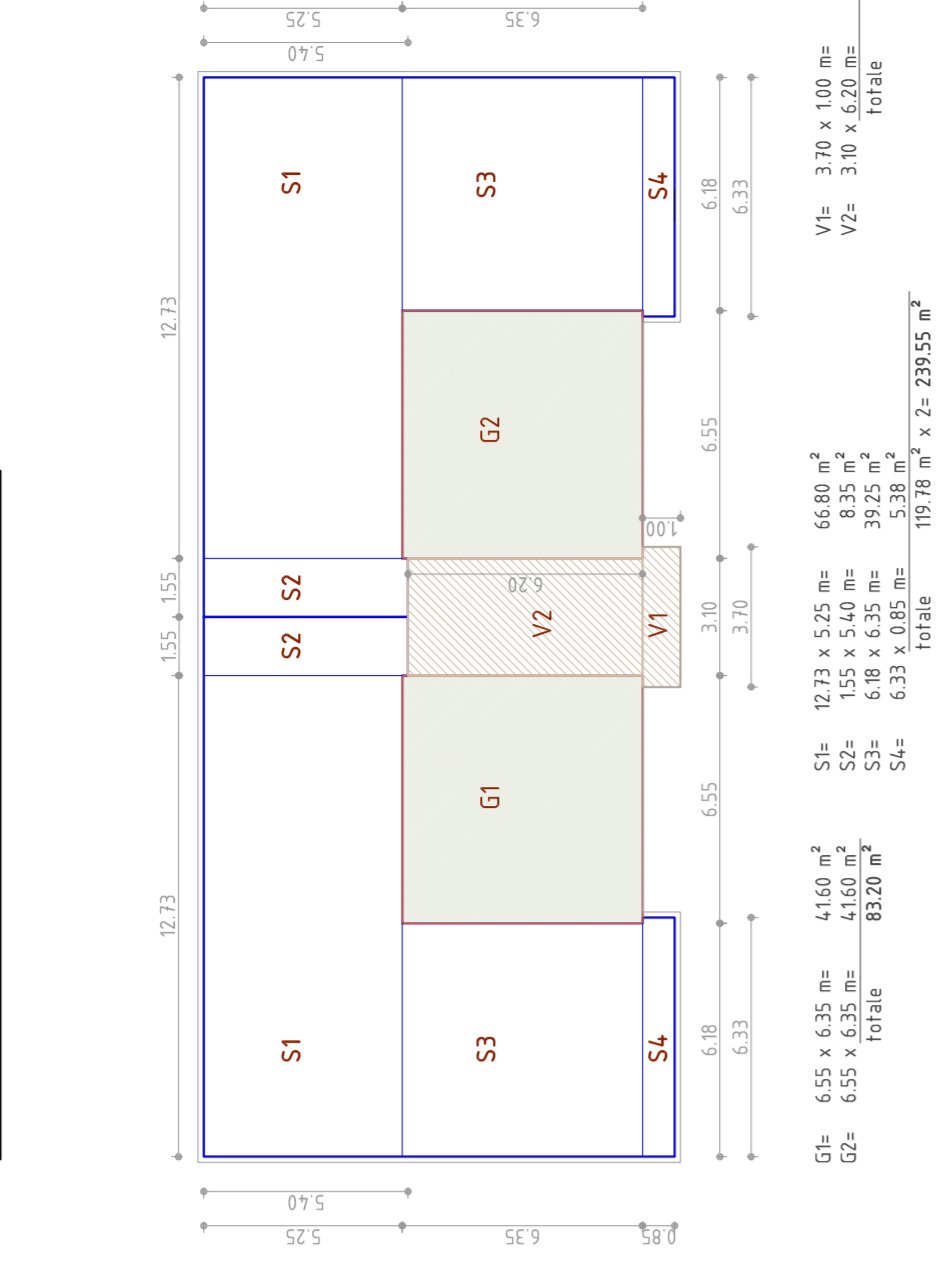 12.73 1.55 1.55 12.73
5.25 5.40 S1 S2 S2 S1 5.40 5.25
6.35 S3 G1 G2 S3 6.35
6.20
V2
0.85 S4 V1 1.00 S4
6.18 6.55 3.10 6.55 6.18
6.33 3.70 6.33
G1= 6.55 x 6.35 m= 41.60 m²
G2= 6.55 x 6.35 m= 41.60 m²
totale 83.20 m²
S1= 12.73 x 5.25 m= 66.80 m²
S2= 1.55 x 5.40 m= 8.35 m²
S3= 6.18 x 6.35 m= 39.25 m²
S4= 6.33 x 0.85 m= 5.38 m²
totale 119.78 m² x 2= 239.55 m²
V1= 3.70 x 1.00 m=
V2= 3.10 x 6.20 m=
totale